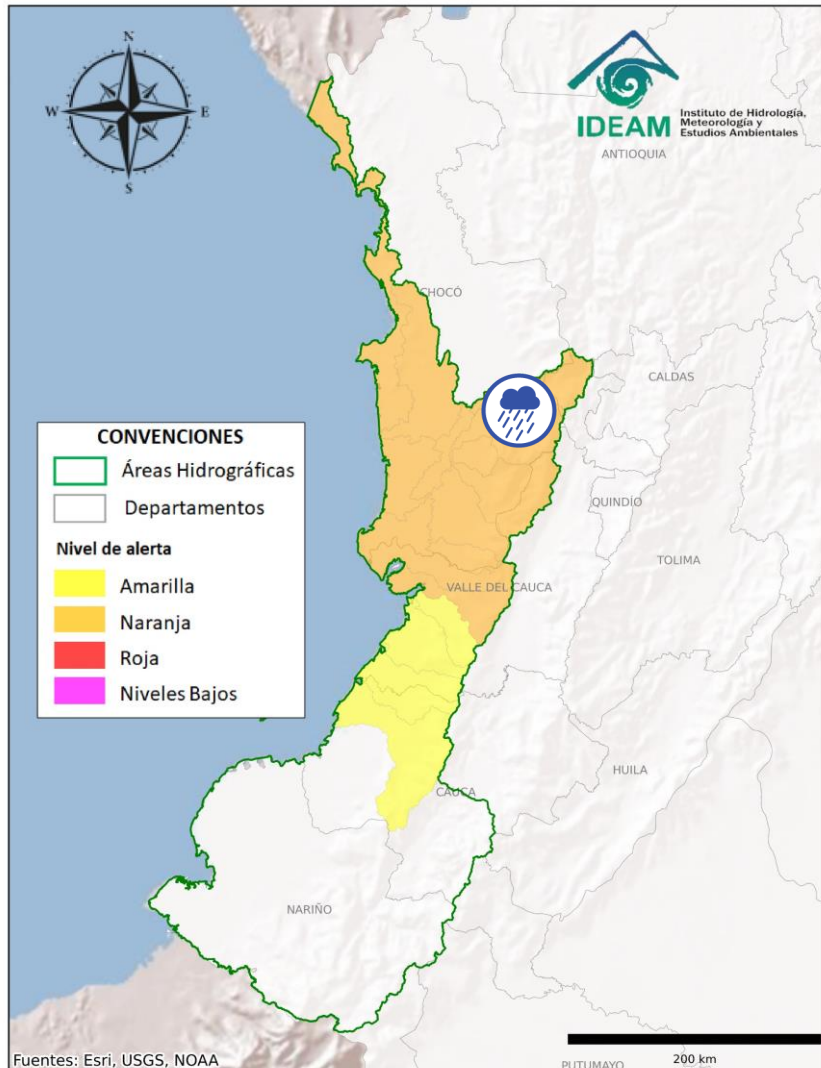 N
W
E
S
IDEAM
Instituto de Hidrología,
Meteorología y
Estudios Ambientales
ANTIOQUIA
CHOCÓ
CALDAS
CONVENCIONES
Áreas Hidrográficas
Departamentos
Nivel de alerta
Amarilla
Naranja
Roja
Niveles Bajos
QUINDÍO
TOLIMA
VALLE DEL CAUCA
HUILA
CAUCA
NARIÑO
Fuentes: Esri, USGS, NOAA
PUTUMAYO
200 km